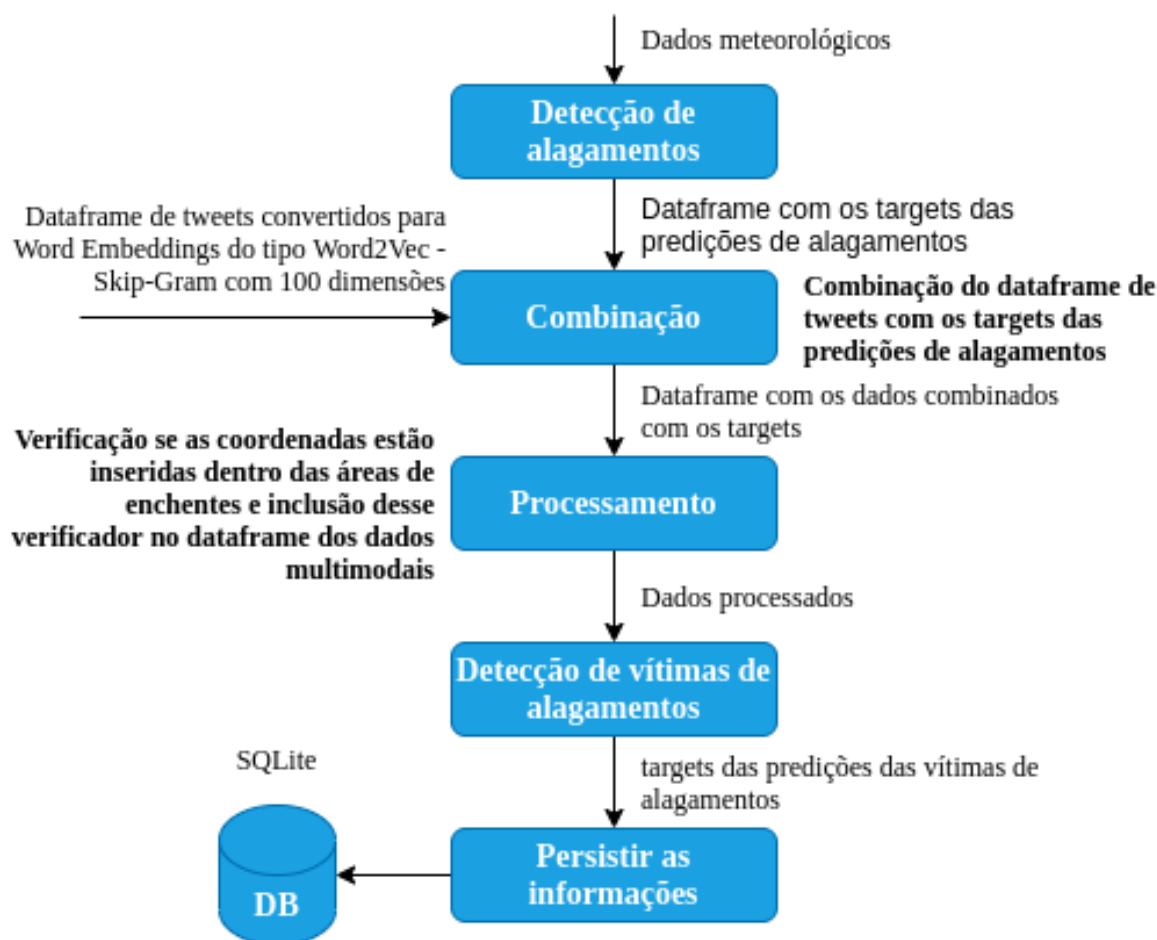 Dados meteorológicos
Detecção de
alagamentos
Dataframe de tweets convertidos para
Word Embeddings do tipo Word2Vec -
Skip-Gram com 100 dimensões
Dataframe com os targets das
predições de alagamentos
Combinação
Combinação do dataframe de
tweets com os targets das
predições de alagamentos
Dataframe com os dados combinados
com os targets
Verificação se as coordenadas estão
inseridas dentro das áreas de
enchentes e inclusão desse
verificador no dataframe dos dados
multimodais
Processamento
Dados processados
Detecção de vítimas de
alagamentos
targets das predições das vítimas de
alagamentos
SQLite
Persistir as
informações
DB